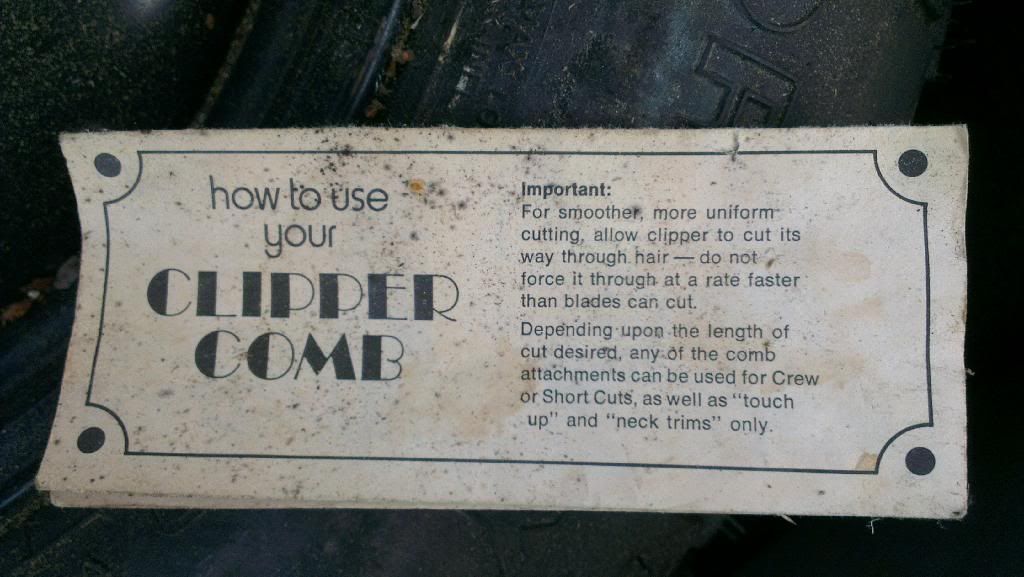 how to use
your
CLIPPER
COMB
Important:
For smoother, more uniform
cutting, allow clipper to cut its
way through hair — do not
force it through at a rate faster
than blades can cut.
Depending upon the length of
cut desired, any of the comb
attachments can be used for Crew
or Short Cuts, as well as "touch
up" and "neck trims" only.